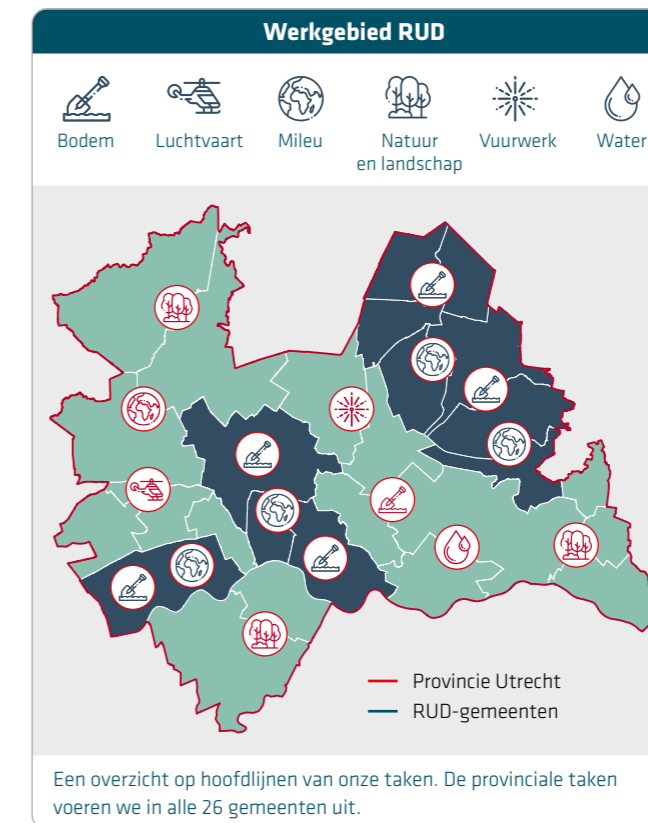 Werkgebied RUD
Bodem
Luchtvaart
Mileu
Natuur
en landschap
Vuurwerk
Water
Provincie Utrecht
RUD-gemeenten
Een overzicht op hoofdlijnen van onze taken. De provinciale taken
voeren we in alle 26 gemeenten uit.